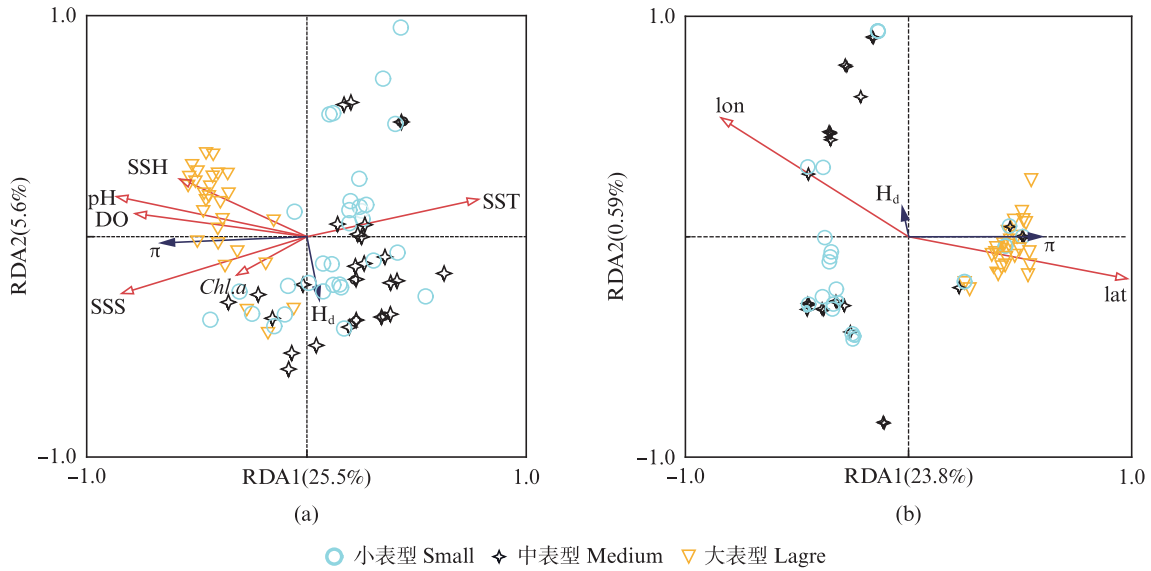 1.0
SSH
pH
DO
π
SSS
Chl.a
H_d
SST
RDA2(5.6%)
−1.0
−1.0
RDA1(25.5%)
1.0
(a)
1.0
lon
H_d
π
lat
RDA2(0.59%)
−1.0
−1.0
RDA1(23.8%)
1.0
(b)
小表型 Small 中表型 Medium 大表型 Lagre